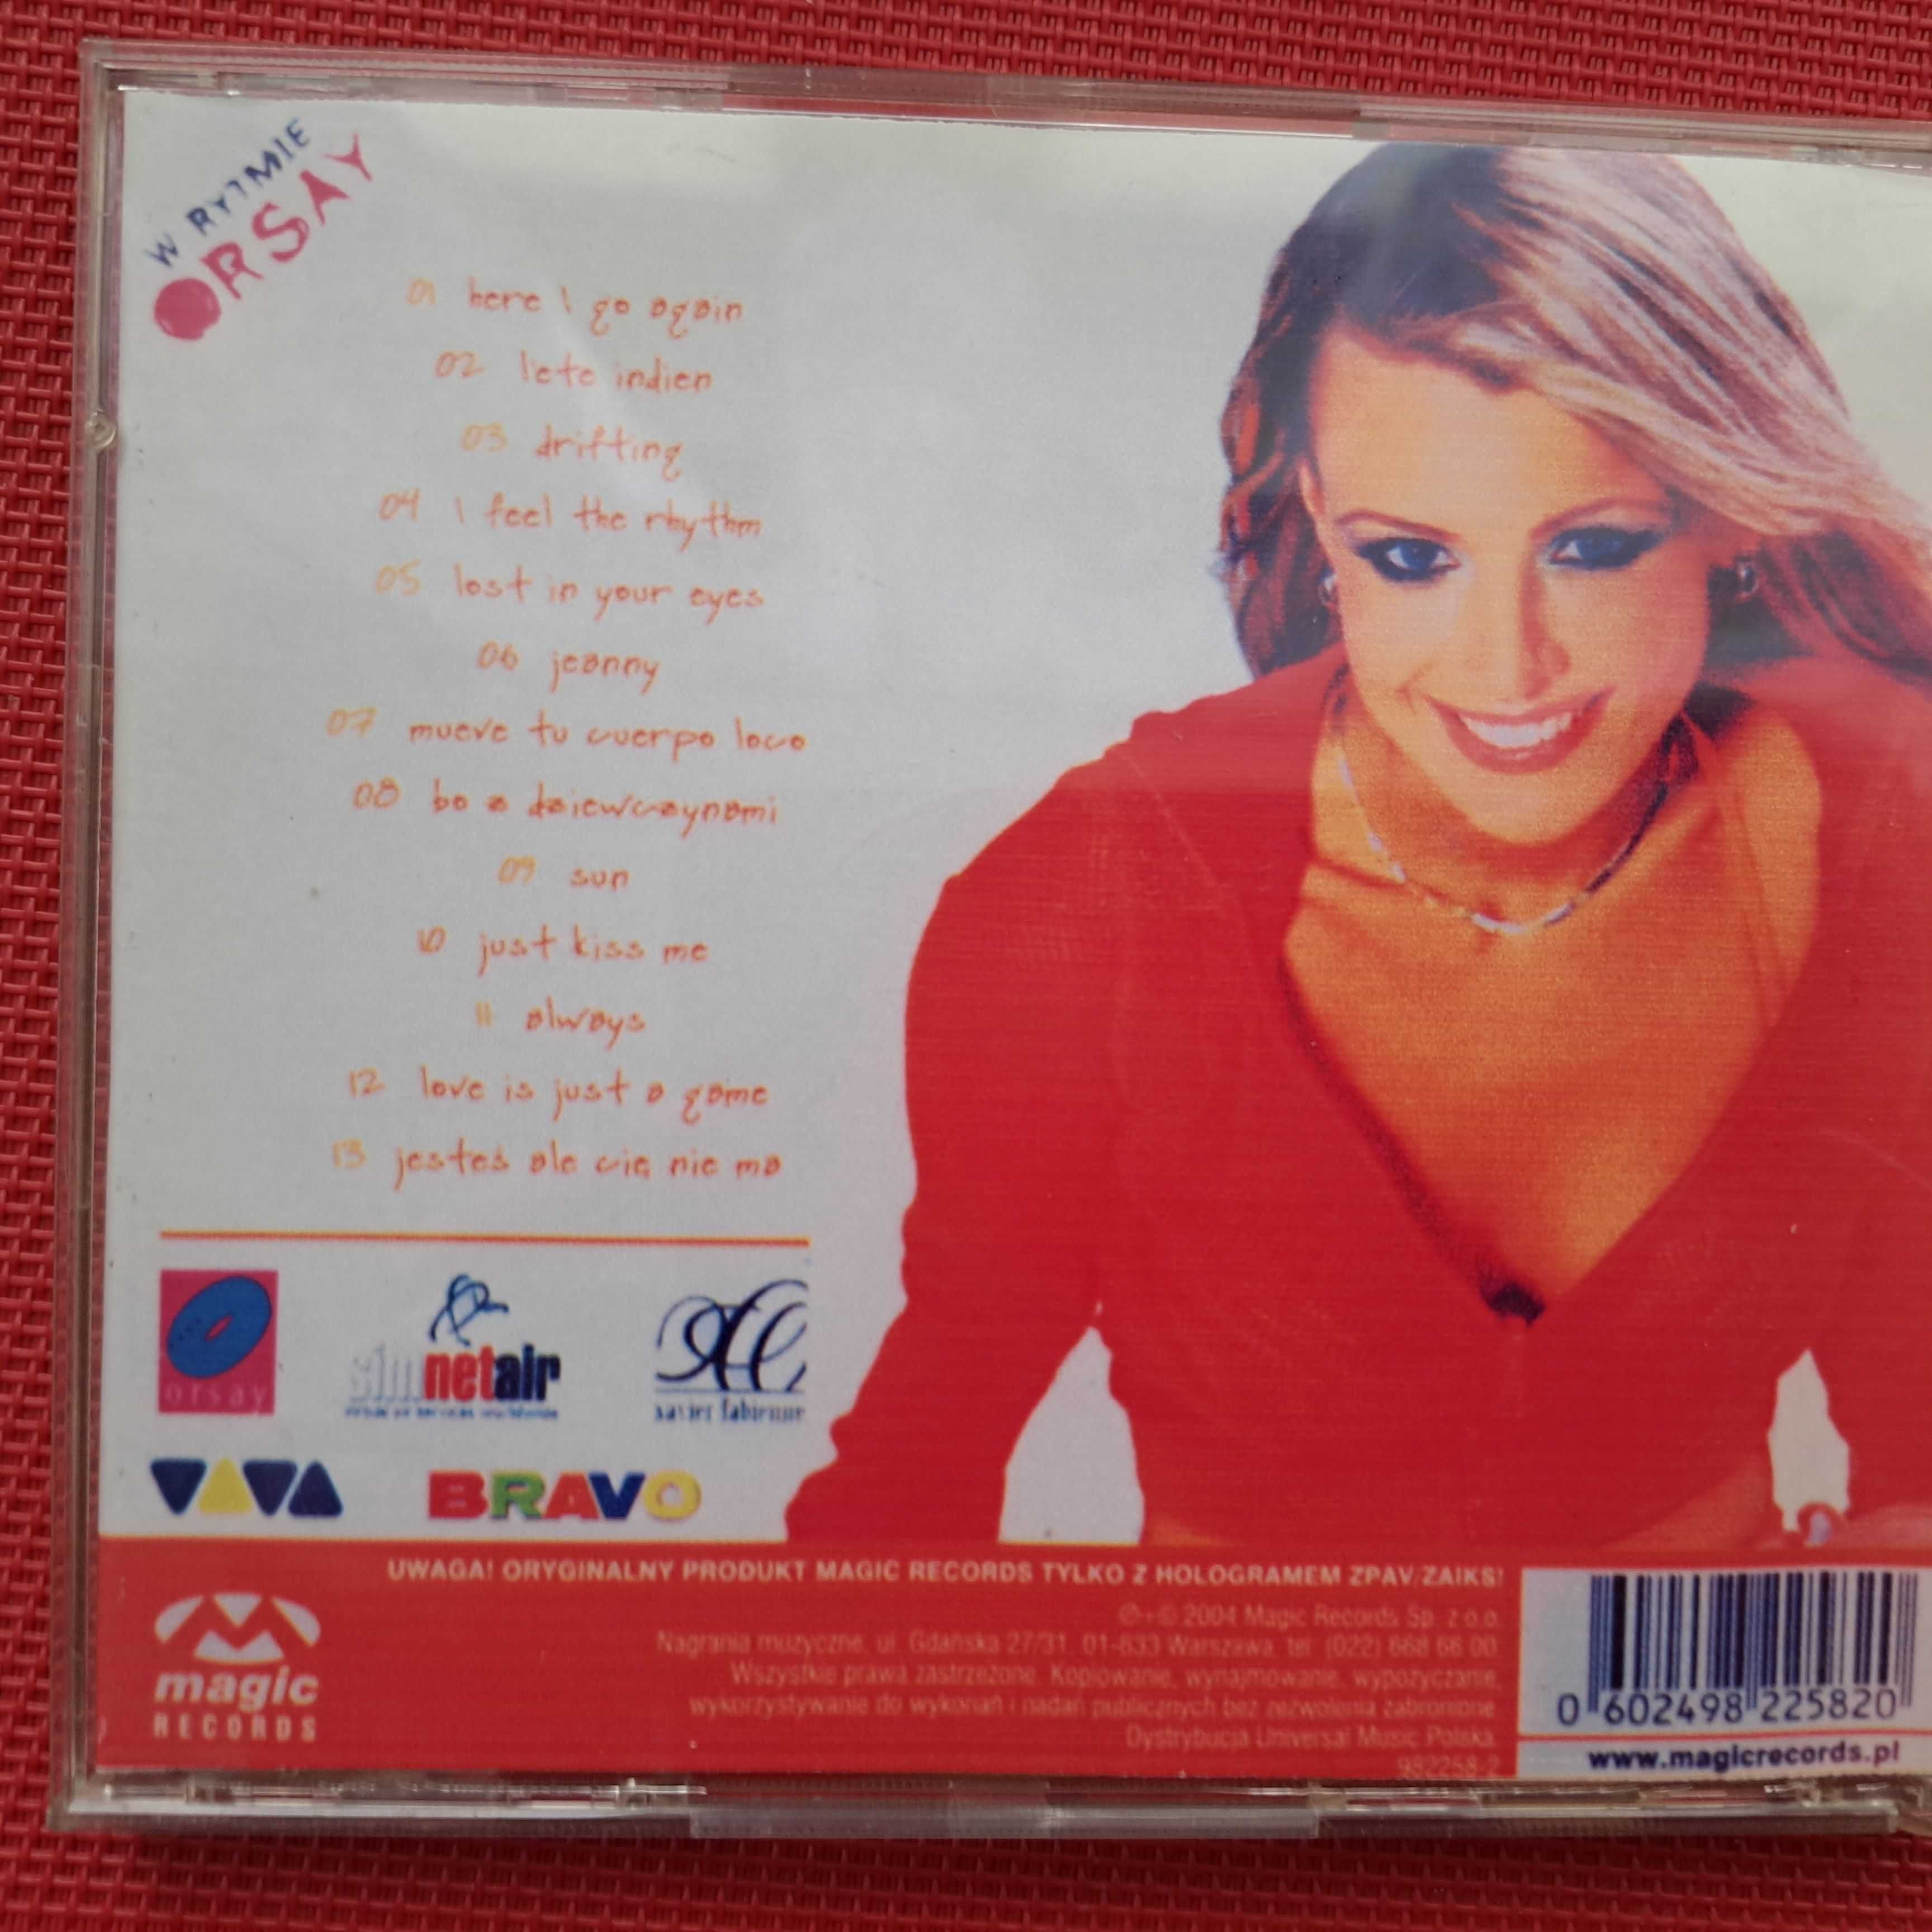 W RYTMIE
ORSAY
01 here I go again
02 l'ete indien
03 drifting
04 I feel the rhythm
05 lost in your eyes
06 jeanny
07 mueve tu cuerpo loco
08 bo z dziewczynami
09 sun
10 just kiss me
11 always
12 love is just a game
13 jesteś ale cię nie ma
orsay
simnetair
xavier fabienne
VIVA
BRAVO
UWAGA! ORYGINALNY PRODUKT MAGIC RECORDS TYLKO Z HOLOGRAMEM ZPAV/ZAIKS!
℗+© 2004 Magic Records Sp. z o.o.
Nagrania muzyczne, ul. Gdańska 27/31, 01-633 Warszawa, tel. (022) 668 66 00
Wszystkie prawa zastrzeżone. Kopiowanie, wynajmowanie, wypożyczanie,
wykorzystywanie do wykonań i nadań publicznych bez zezwolenia zabronione
Dystrybucja Universal Music Polska.
982258-2
magic
RECORDS
0 602498 225820
www.magicrecords.pl